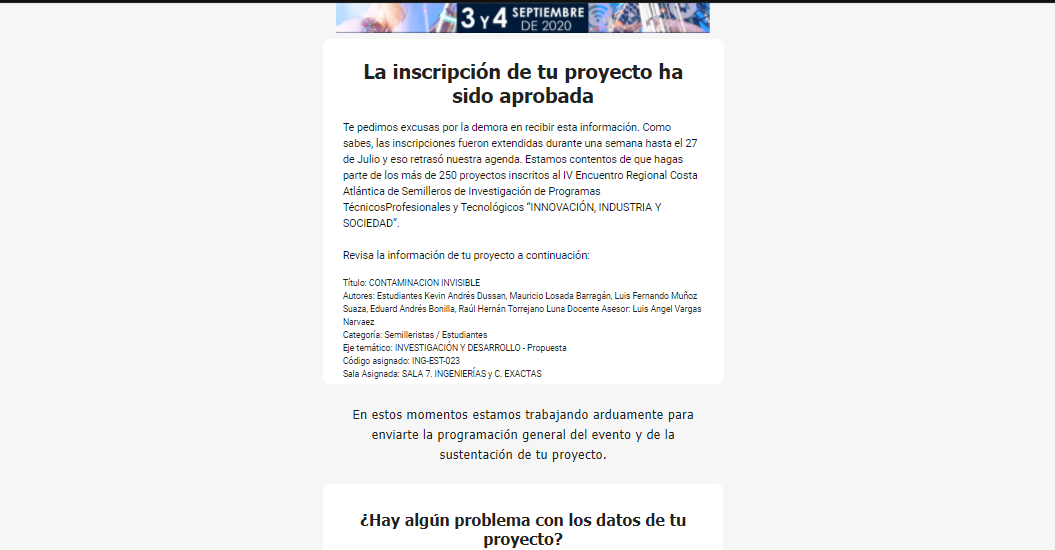 3 Y 4 SEPTIEMBRE
DE 2020
La inscripción de tu proyecto ha
sido aprobada
Te pedimos excusas por la demora en recibir esta información. Como
sabes, las inscripciones fueron extendidas durante una semana hasta el 27
de Julio y eso retrasó nuestra agenda. Estamos contentos de que hagas
parte de los más de 250 proyectos inscritos al IV Encuentro Regional Costa
Atlántica de Semilleros de Investigación de Programas
TécnicosProfesionales y Tecnológicos “INNOVACIÓN, INDUSTRIA Y
SOCIEDAD”.
Revisa la información de tu proyecto a continuación:
Título: CONTAMINACION INVISIBLE
Autores: Estudiantes Kevin Andrés Dussan, Mauricio Losada Barragán, Luis Fernando Muñoz
Suaza, Eduard Andrés Bonilla, Raúl Hernán Torrejano Luna Docente Asesor: Luis Angel Vargas
Narvaez
Categoría: Semilleristas / Estudiantes
Eje temático: INVESTIGACIÓN Y DESARROLLO - Propuesta
Código asignado: ING-EST-023
Sala Asignada: SALA 7. INGENIERÍAS y C. EXACTAS
En estos momentos estamos trabajando arduamente para
enviarte la programación general del evento y de la
sustentación de tu proyecto.
¿Hay algún problema con los datos de tu
proyecto?